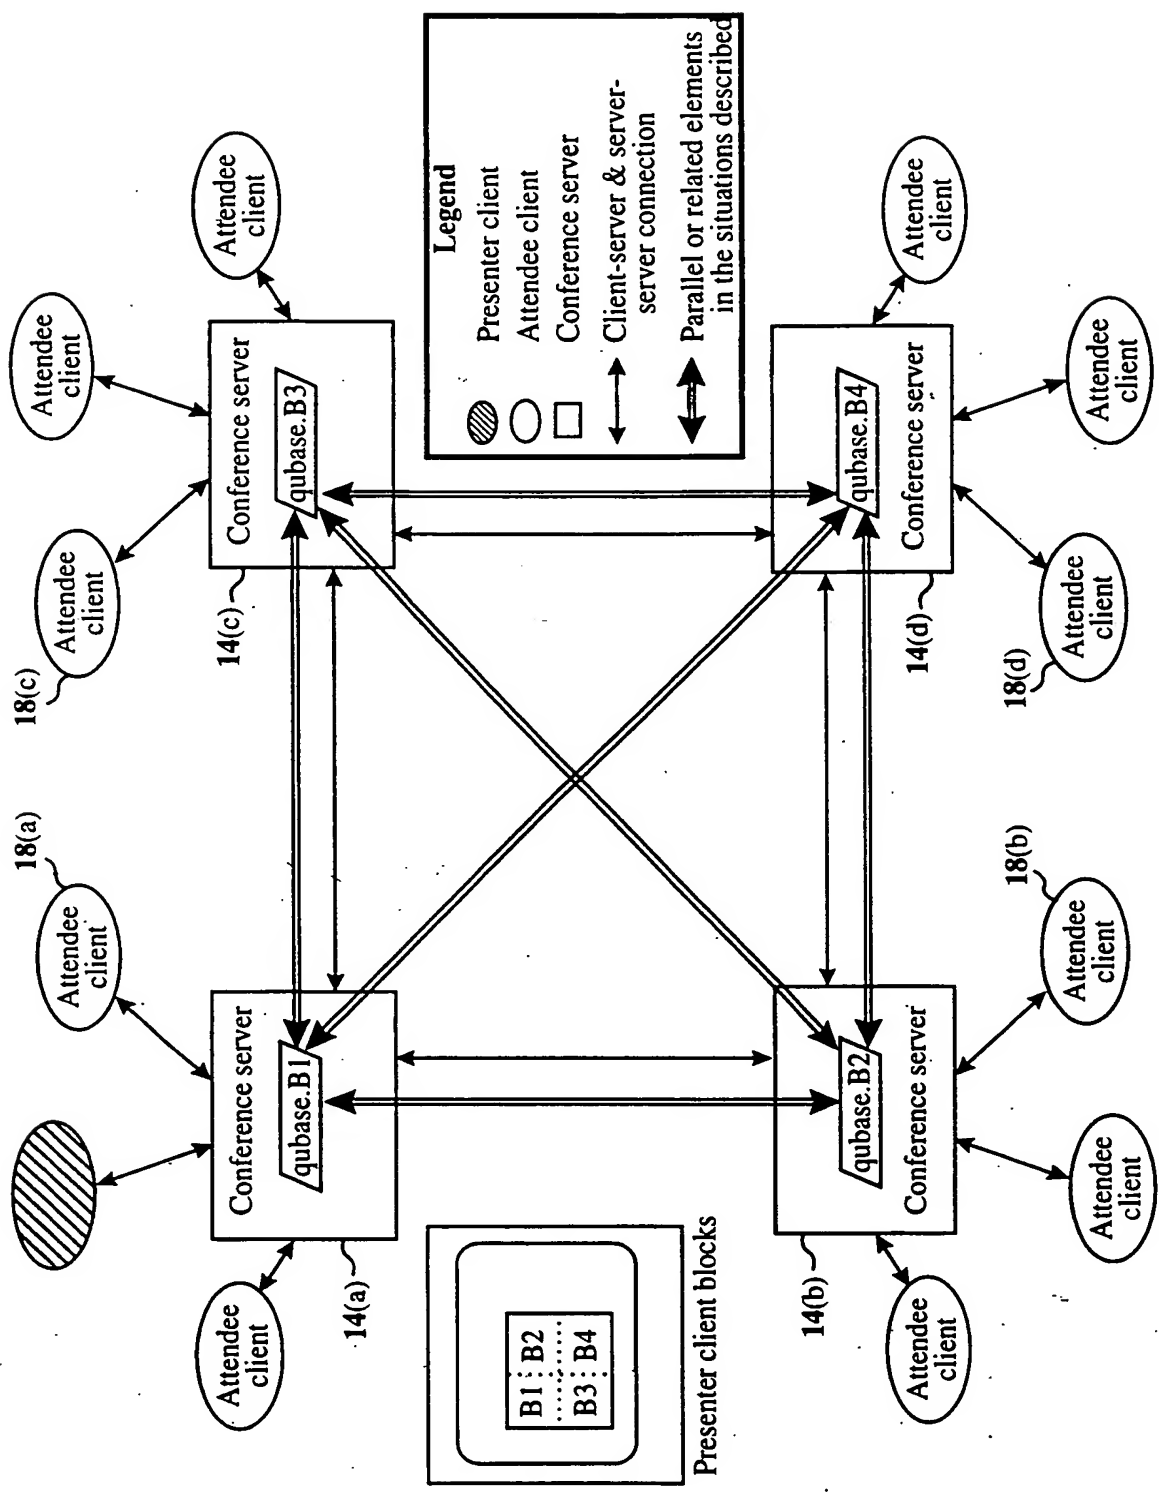 18(a)
18(c)
Attendee
client
Attendee
client
Attendee
client
Attendee
client
Attendee
client
Conference server
qubase.B1
14(a)
Conference server
qubase.B3
14(c)
B1
B2
B3
B4
Presenter client blocks
Legend
Presenter client
Attendee client
Conference server
Client-server & server-
server connection
Parallel or related elements
in the situations described
14(b)
qubase.B2
Conference server
14(d)
qubase.B4
Conference server
Attendee
client
Attendee
client
Attendee
client
18(b)
Attendee
client
18(d)
Attendee
client
Attendee
client